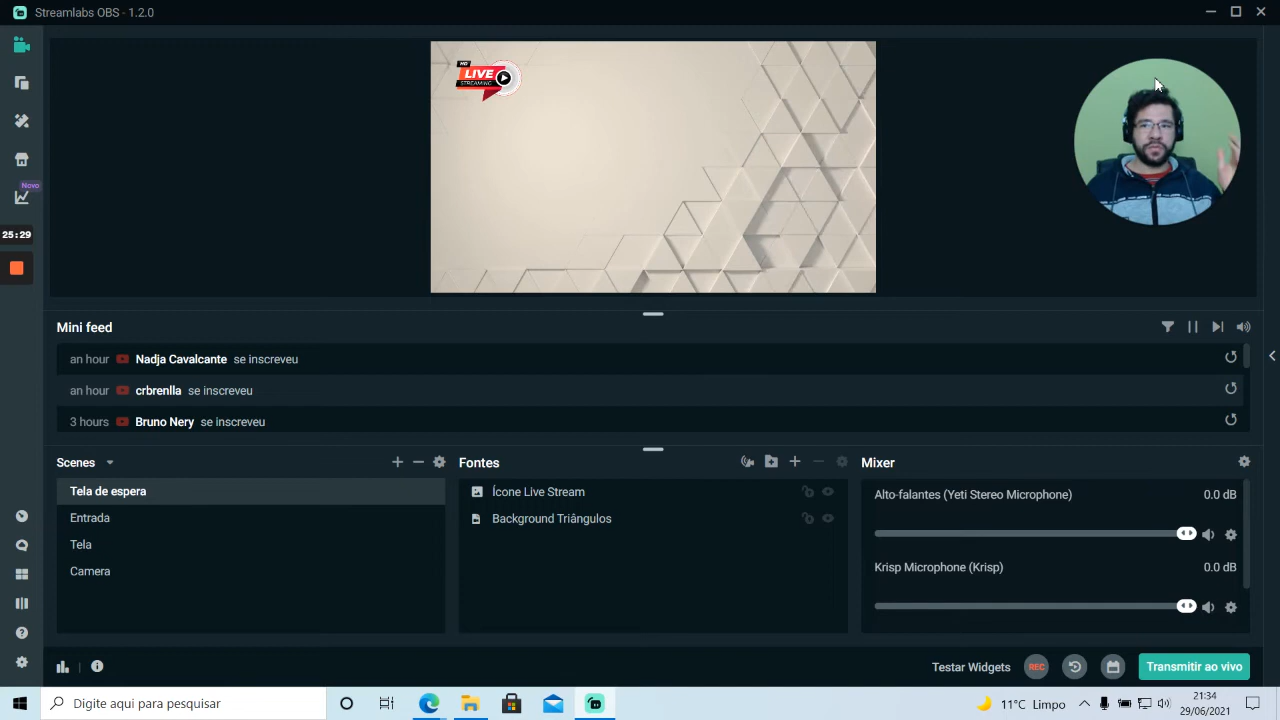 Streamlabs OBS - 1.2.0
HD
LIVE
STREAMING
Novo
25:29
Mini feed
an hour Nadja Cavalcante se inscreveu
an hour crbrenlla se inscreveu
3 hours Bruno Nery se inscreveu
Scenes
Tela de espera
Entrada
Tela
Camera
Fontes
Ícone Live Stream
Background Triângulos
Mixer
Alto-falantes (Yeti Stereo Microphone) 0.0 dB
Krisp Microphone (Krisp) 0.0 dB
Testar Widgets
REC
Transmitir ao vivo
Digite aqui para pesquisar
11°C Limpo
21:34
29/06/2021